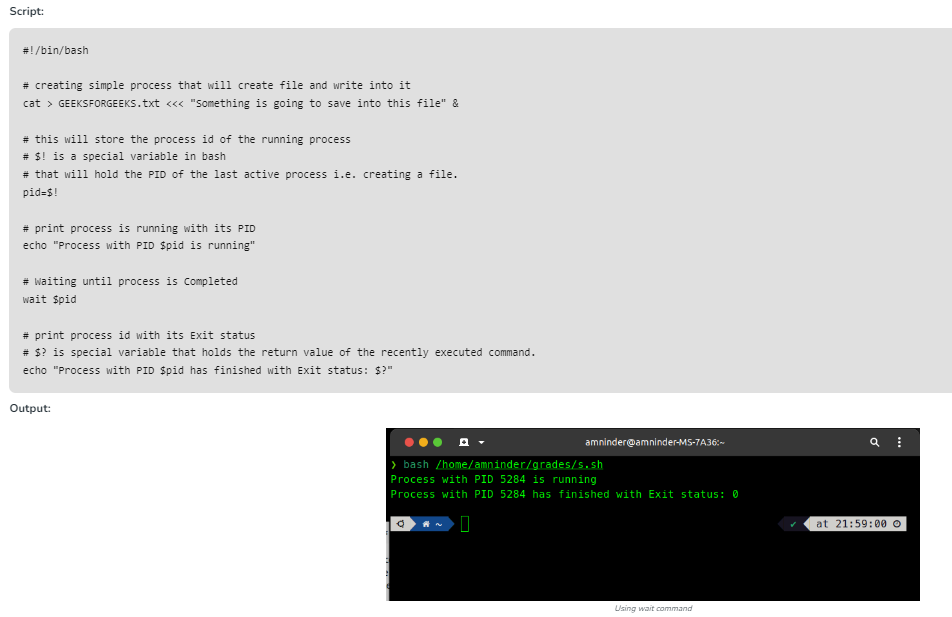 Script:
#!/bin/bash
# creating simple process that will create file and write into it
cat > GEEKSFORGEEKS.txt <<< "Something is going to save into this file" &
# this will store the process id of the running process
# $! is a special variable in bash
# that will hold the PID of the last active process i.e. creating a file.
pid=$!
# print process is running with its PID
echo "Process with PID $pid is running"
# Waiting until process is Completed
wait $pid
# print process id with its Exit status
# $? is special variable that holds the return value of the recently executed command.
echo "Process with PID $pid has finished with Exit status: $?"
Output:
amninder@amninder-MS-7A36:~
❯ bash /home/amninder/grades/s.sh
Process with PID 5284 is running
Process with PID 5284 has finished with Exit status: 0
~ ✔ at 21:59:00
Using wait command